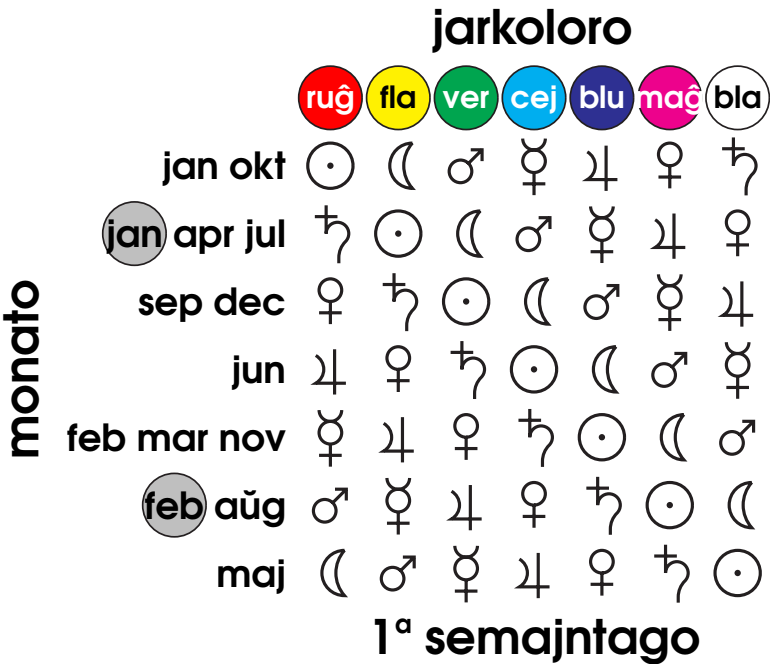 jarkoloro
ruĝ fla ver cej blu maĝ bla
jan okt ☉ ☾ ♂ ☿ ♃ ♀ ♄
jan apr jul ♄ ☉ ☾ ♂ ☿ ♃ ♀
sep dec ♀ ♄ ☉ ☾ ♂ ☿ ♃
jun ♃ ♀ ♄ ☉ ☾ ♂ ☿
feb mar nov ☿ ♃ ♀ ♄ ☉ ☾ ♂
feb aŭg ♂ ☿ ♃ ♀ ♄ ☉ ☾
maj ☾ ♂ ☿ ♃ ♀ ♄ ☉
monato
1ª semajntago